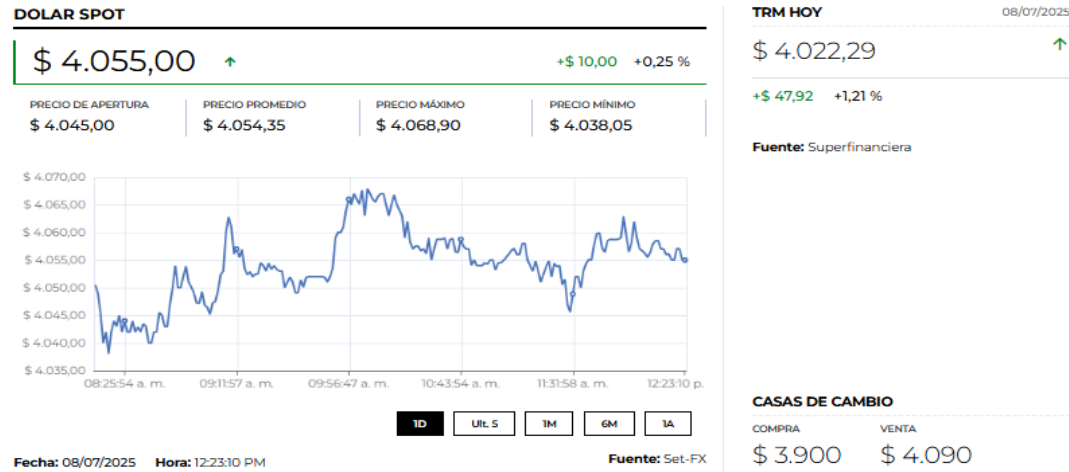 DOLAR SPOT
$ 4.055,00 ↑ +$ 10,00 +0,25 %
PRECIO DE APERTURA PRECIO PROMEDIO PRECIO MÁXIMO PRECIO MÍNIMO
$ 4.045,00 $ 4.054,35 $ 4.068,90 $ 4.038,05
$ 4.070,00
$ 4.065,00
$ 4.060,00
$ 4.055,00
$ 4.050,00
$ 4.045,00
$ 4.040,00
$ 4.035,00
08:25:54 a. m. 09:11:57 a. m. 09:56:47 a. m. 10:43:54 a. m. 11:31:58 a. m. 12:23:10 p.
1D Ult. 5 1M 6M 1A
Fecha: 08/07/2025 Hora: 12:23:10 PM Fuente: Set-FX
TRM HOY 08/07/2025
$ 4.022,29 ↑
+$ 47,92 +1,21 %
Fuente: Superfinanciera
CASAS DE CAMBIO
COMPRA VENTA
$ 3.900 $ 4.090